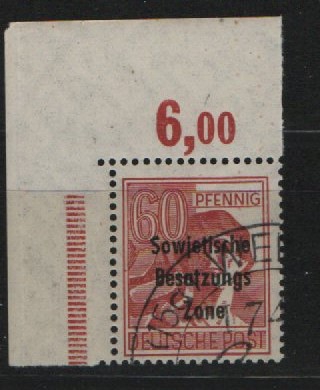 6,00
60 PFENNIG
Sowjetische
Besatzungs
Zone
DEUTSCHE POST